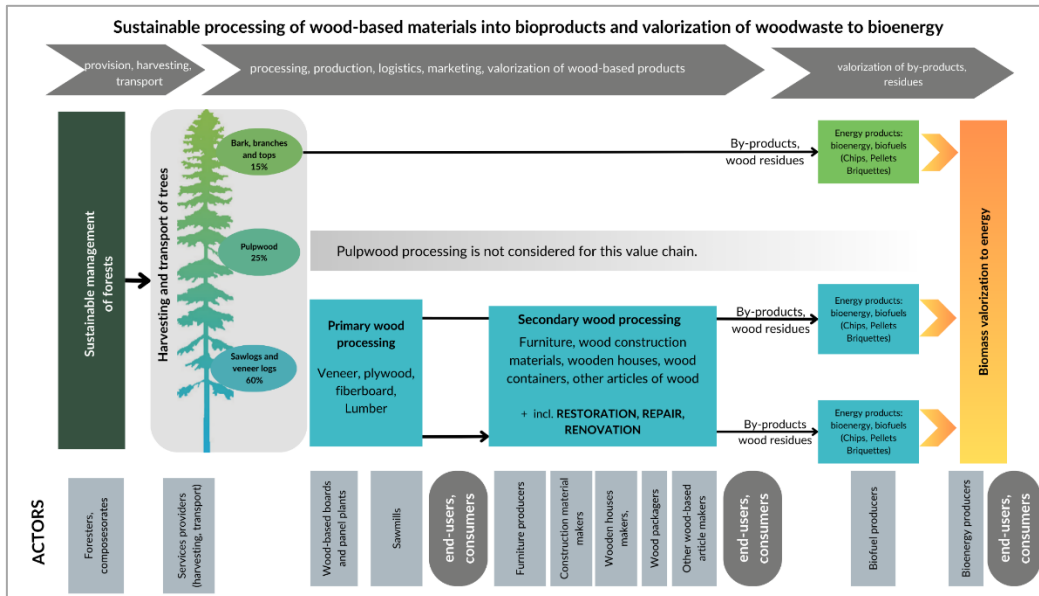 Sustainable processing of wood-based materials into bioproducts and valorization of woodwaste to bioenergy
provision, harvesting,
transport
processing, production, logistics, marketing, valorization of wood-based products
valorization of by-products,
residues
Sustainable management
of forests
Harvesting and transport of trees
Bark, branches
and tops
15%
By-products,
wood residues
Energy products:
bioenergy, biofuels
(Chips, Pellets
Briquettes)
Biomass valorization to energy
Pulpwood
25%
Pulpwood processing is not considered for this value chain.
Sawlogs and
veneer logs
60%
Primary wood
processing
Veneer, plywood,
fiberboard,
Lumber
Secondary wood processing
Furniture, wood construction
materials, wooden houses, wood
containers, other articles of wood
+ incl. RESTORATION, REPAIR,
RENOVATION
By-products,
wood residues
Energy products:
bioenergy, biofuels
(Chips, Pellets
Briquettes)
By-products
wood residues
Energy products:
bioenergy, biofuels
(Chips, Pellets
Briquettes)
ACTORS
Foresters,
composesorates
Services providers
(harvesting, transport)
Wood-based boards
and panel plants
Sawmills
end-users,
consumers
Furniture producers
Construction material
makers
Wooden houses
makers,
Wood packagers
Other wood-based
article makers
end-users,
consumers
Biofuel producers
Bioenergy producers
end-users,
consumers